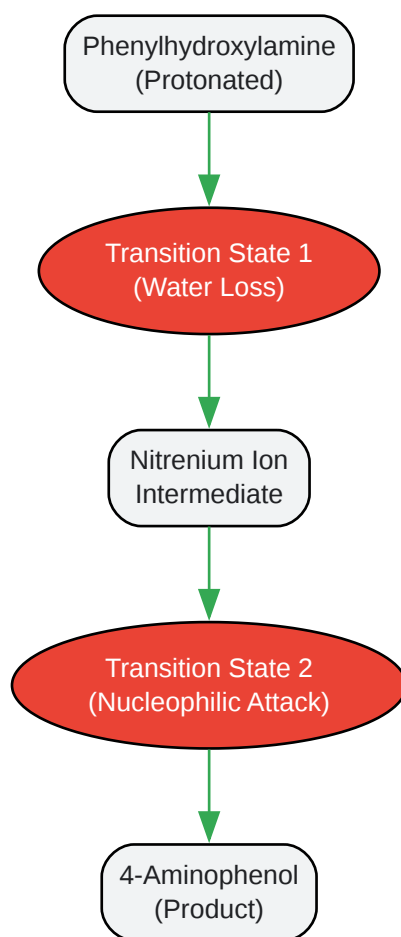 Phenylhydroxylamine
(Protonated)
Transition State 1
(Water Loss)
Nitrenium Ion
Intermediate
Transition State 2
(Nucleophilic Attack)
4-Aminophenol
(Product)